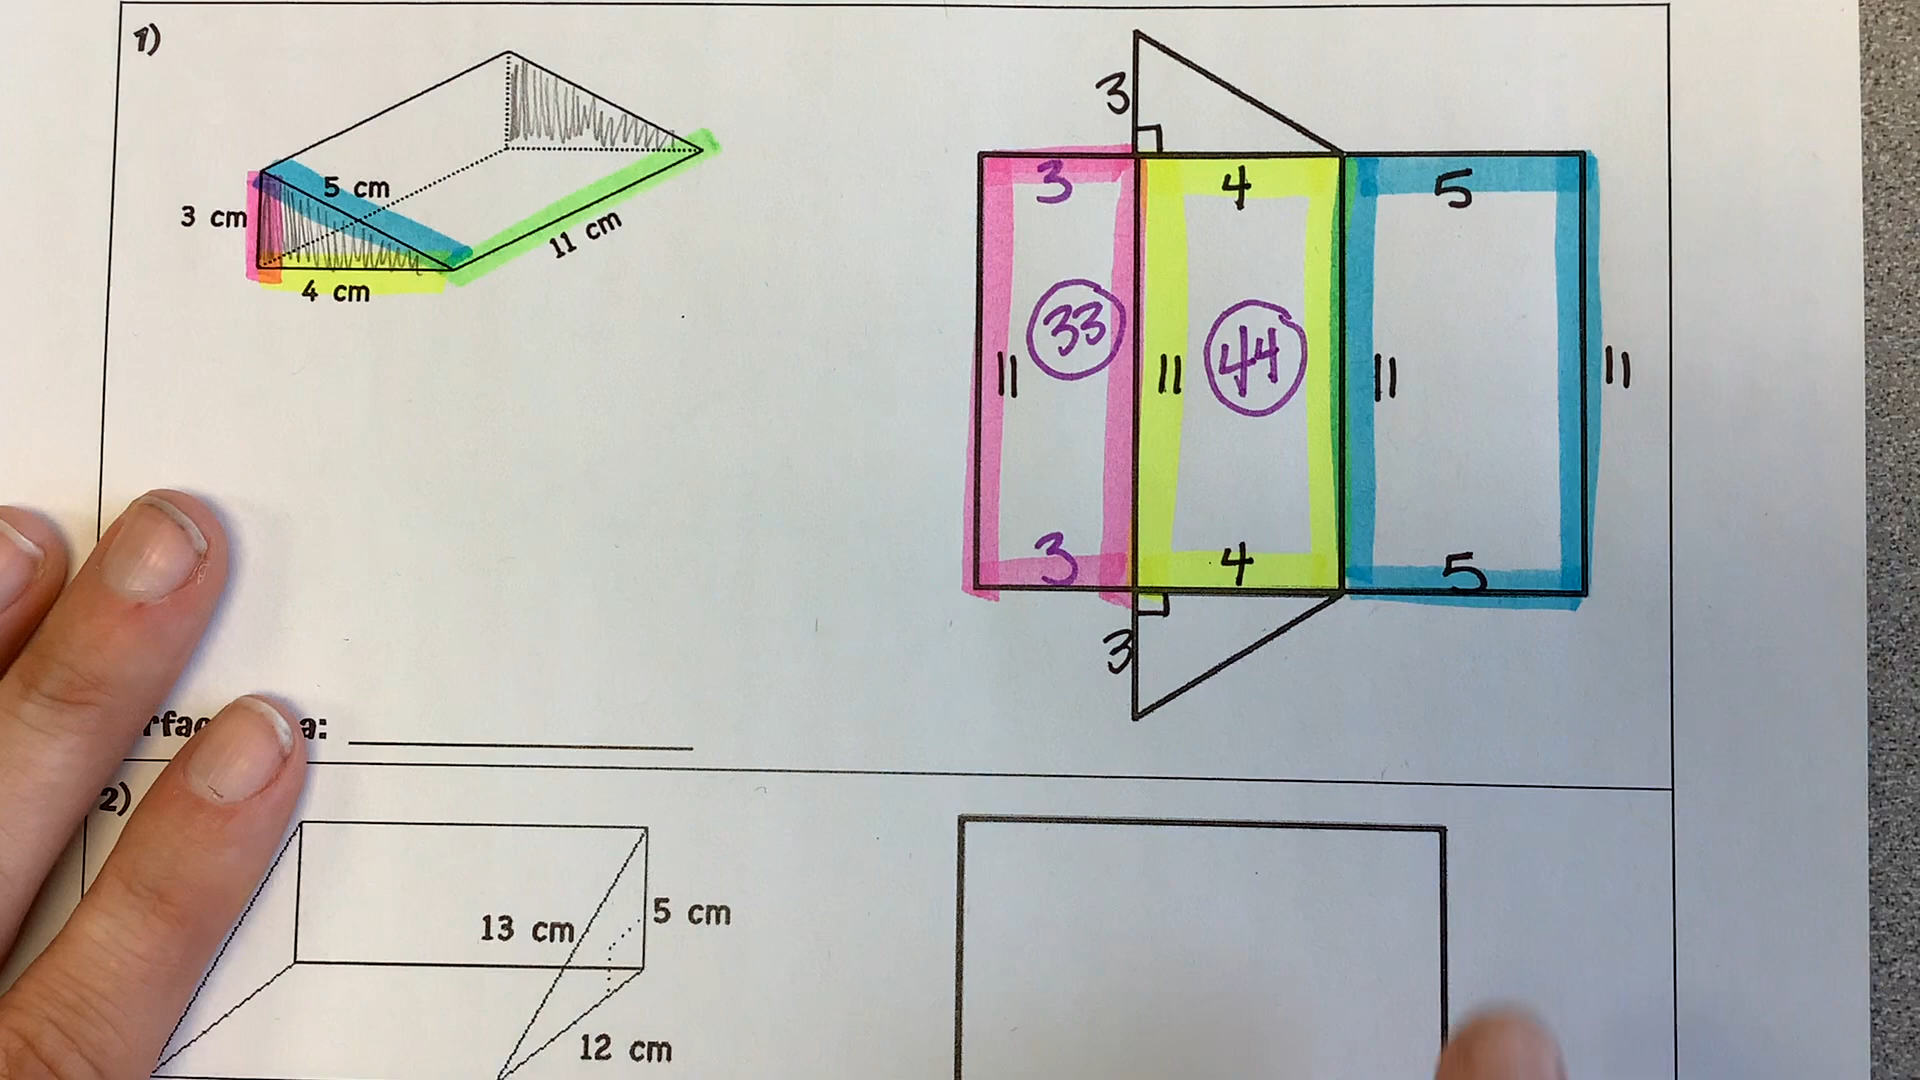 1)
5 cm
3 cm
4 cm
11 cm
3
3 4 5
33 44
11 11 11 11
3 4 5
3
rfac a:
2)
13 cm
5 cm
12 cm